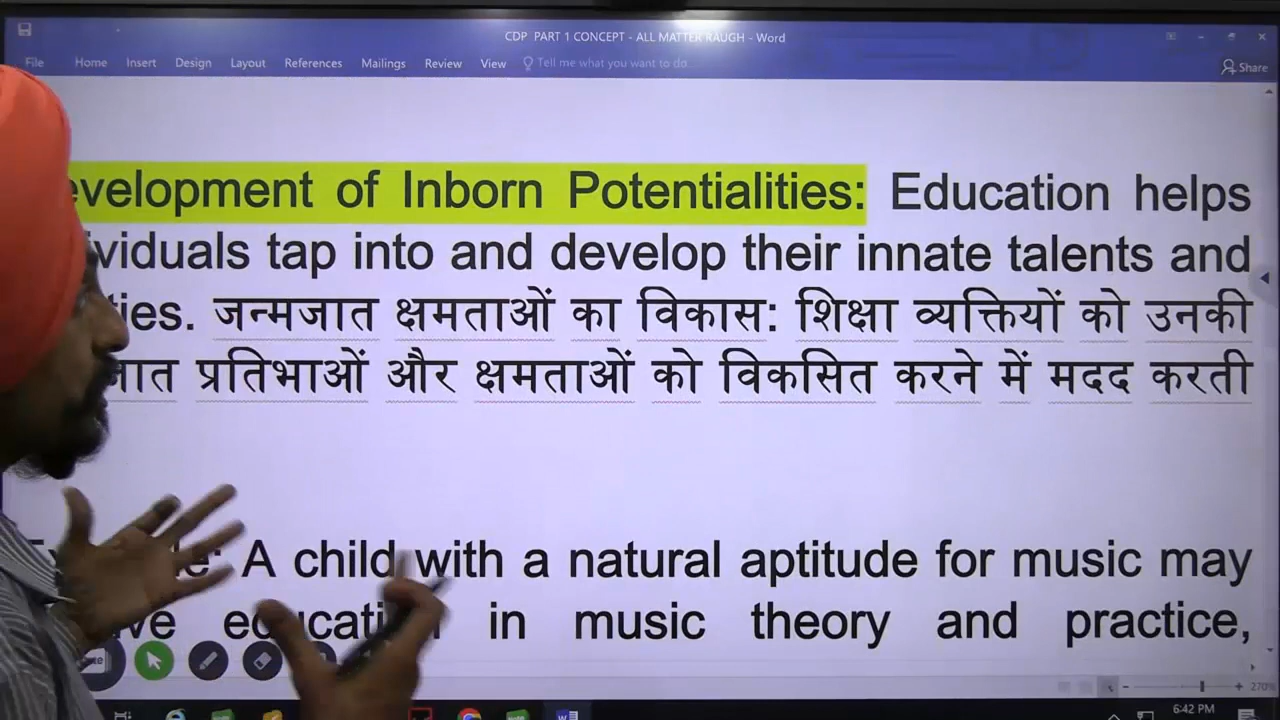 CDP PART 1 CONCEPT - ALL MATTER RAUGH - Word
File Home Insert Design Layout References Mailings Review View Tell me what you want to do Share
evelopment of Inborn Potentialities: Education helps
viduals tap into and develop their innate talents and
ties. जन्मजात क्षमताओं का विकास: शिक्षा व्यक्तियों को उनकी
जात प्रतिभाओं और क्षमताओं को विकसित करने में मदद करती
A child with a natural aptitude for music may
in music theory and practice,
270%
6:42 PM